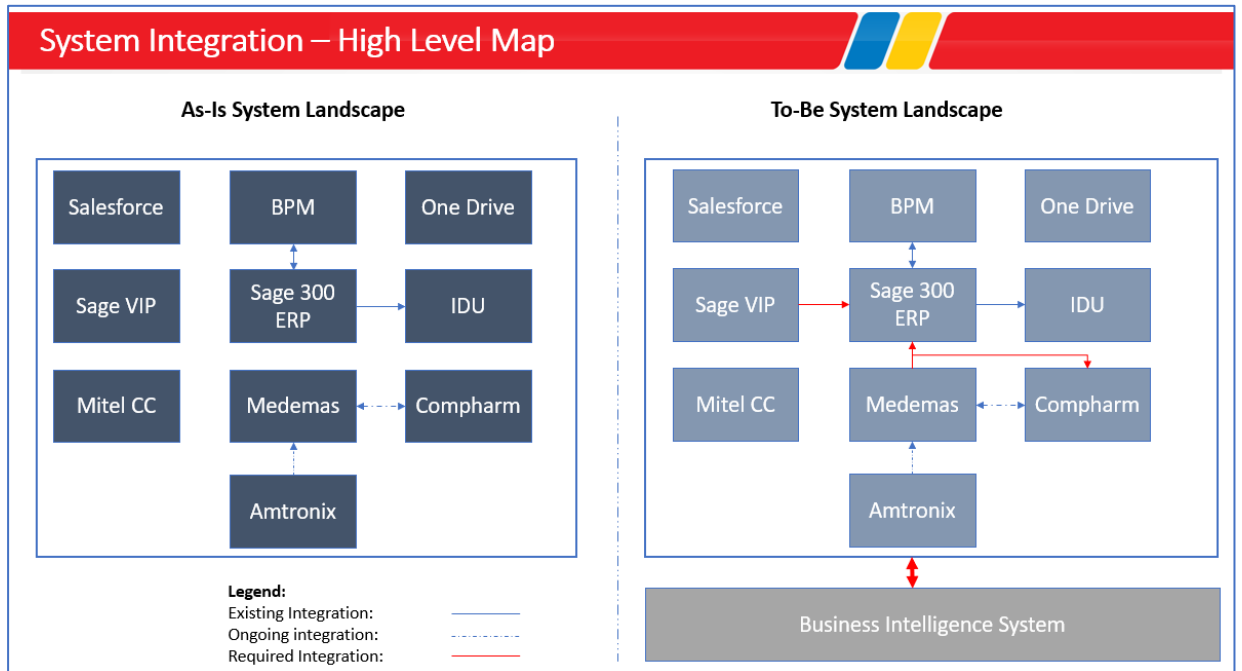 System Integration – High Level Map
As-Is System Landscape
Salesforce
BPM
One Drive
Sage VIP
Sage 300
ERP
IDU
Mitel CC
Medemas
Compharm
Amtronix
Legend:
Existing Integration:
Ongoing integration:
Required Integration:
To-Be System Landscape
Salesforce
BPM
One Drive
Sage VIP
Sage 300
ERP
IDU
Mitel CC
Medemas
Compharm
Amtronix
Business Intelligence System